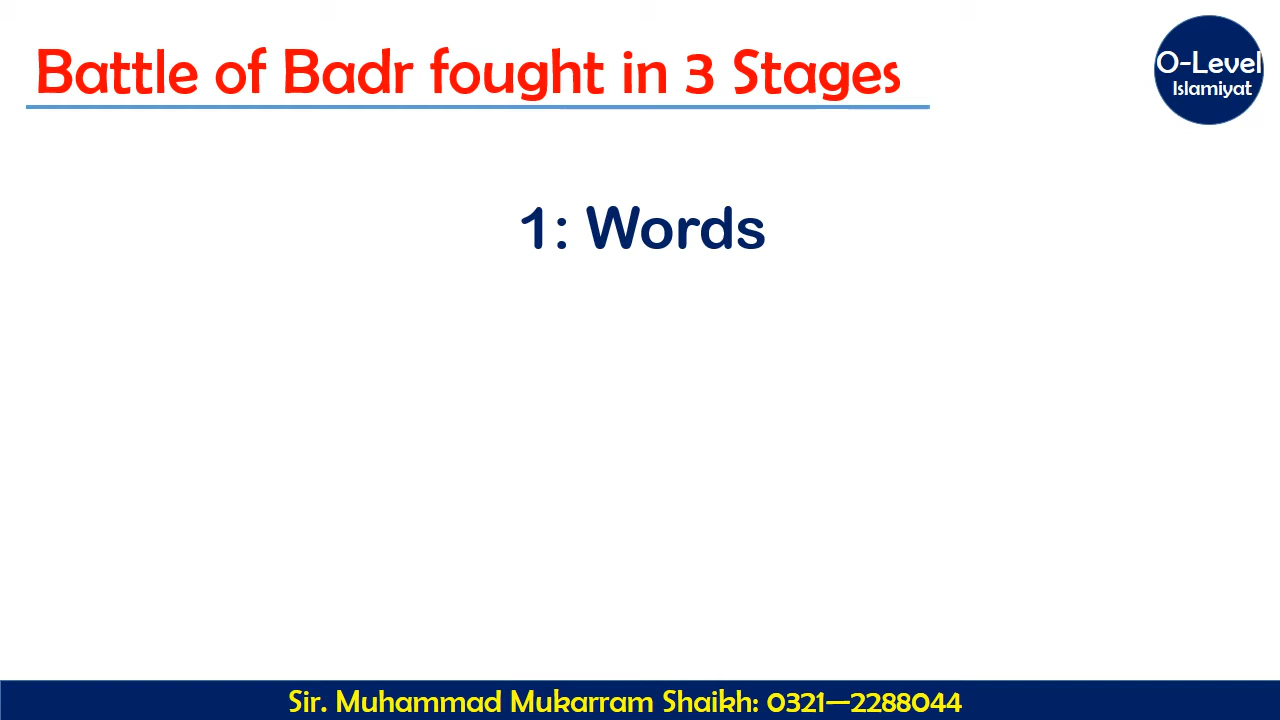 Battle of Badr fought in 3 Stages
O-Level
Islamiyat
1: Words
Sir. Muhammad Mukarram Shaikh: 0321—2288044